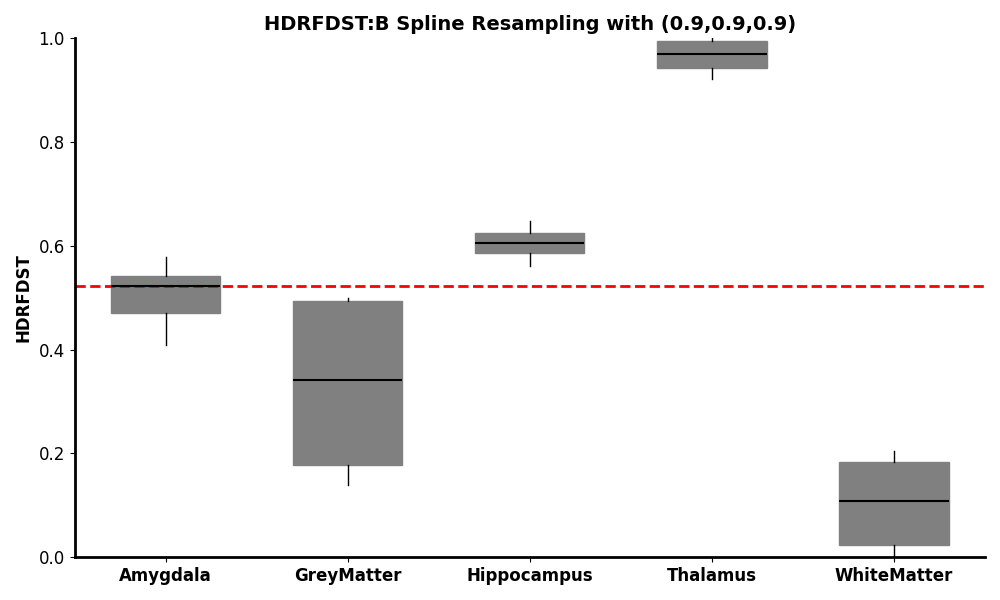 HDRFDST:B Spline Resampling with (0.9,0.9,0.9)
HDRFDST
1.0
0.8
0.6
0.4
0.2
0.0
Amygdala GreyMatter Hippocampus Thalamus WhiteMatter